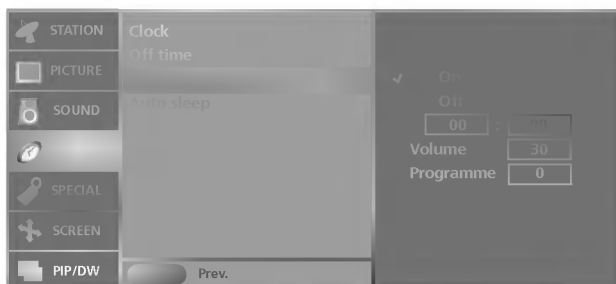 STATION
PICTURE
SOUND
SPECIAL
SCREEN
PIP/DW
Clock
Off time
Auto sleep
Prev.
On
Off
00 : 00
Volume 30
Programme 0